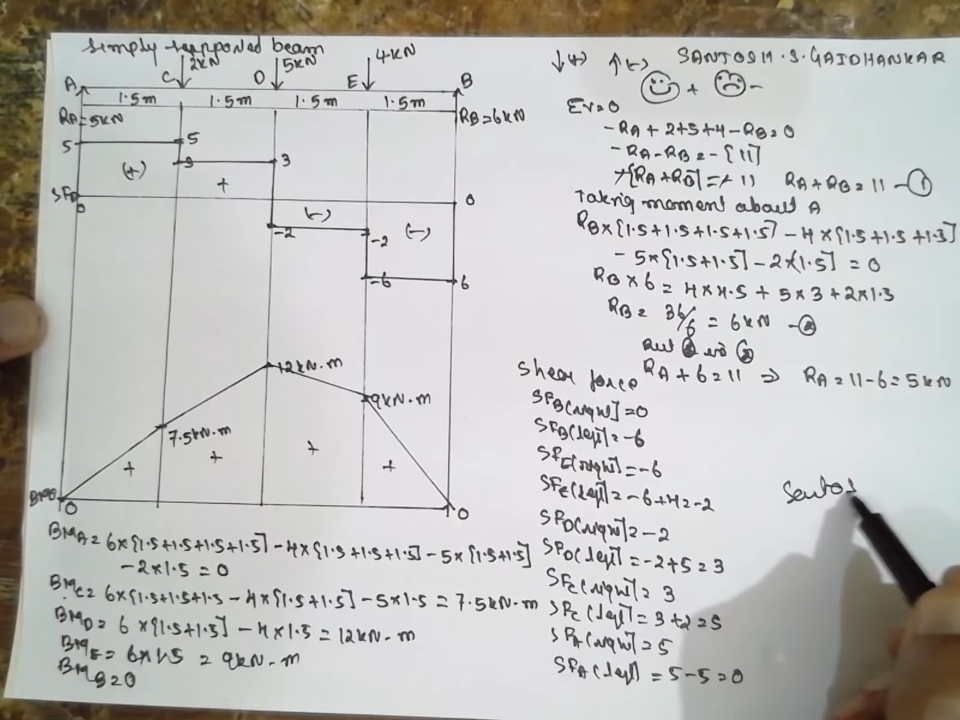 Simply supported beam
2kN 5kN 4kN
A C D E B
1.5m 1.5m 1.5m 1.5m
RA=5kN RB=6kN
5 5
3 3
(+) +
SFD 0 0
(-) (-)
-2 -2
-6 6
12kN.m
9kN.m
7.5kN.m
+ + + +
BMD 0 0
BMA = 6×[1.5+1.5+1.5+1.5] - 4×[1.5+1.5+1.5] - 5×[1.5+1.5]
-2×1.5 = 0
BMC = 6×[1.5+1.5+1.5 - 4×[1.5+1.5] - 5×1.5 = 7.5kN-m
BMD = 6×[1.5+1.5] - 4×1.5 = 12kN-m
BME = 6×1.5 = 9kN-m
BMB=0
↓(+) ↑(-) SANTOSH.S.GAIDHANKAR
+ -
Σv=0
-RA+2+5+4-RB=0
-RA-RB=-[11]
+[RA+RB]=+11 RA+RB=11-①
Taking moment about A
RB×[1.5+1.5+1.5+1.5] - 4×[1.5+1.5+1.5]
- 5×[1.5+1.5] - 2×[1.5] = 0
RB×6 = 4×4.5 + 5×3 + 2×1.5
RB = 36/6 = 6kN -②
RA+6=11 ⇒ RA=11-6=5kN
Shear force
SFB(right)=0
SFB(left)=-6
SFE(right)=-6
SFE(left)=-6+4=-2
SFD(right)=-2
SFD(left)=-2+5=3
SFC(right)=3
SFC(left)=3+2=5
SFA(right)=5
SFA(left)=5-5=0